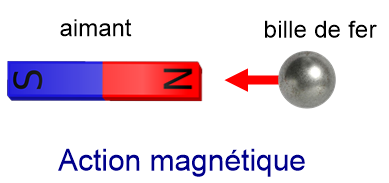 aimant
bille de fer
S N
Action magnétique